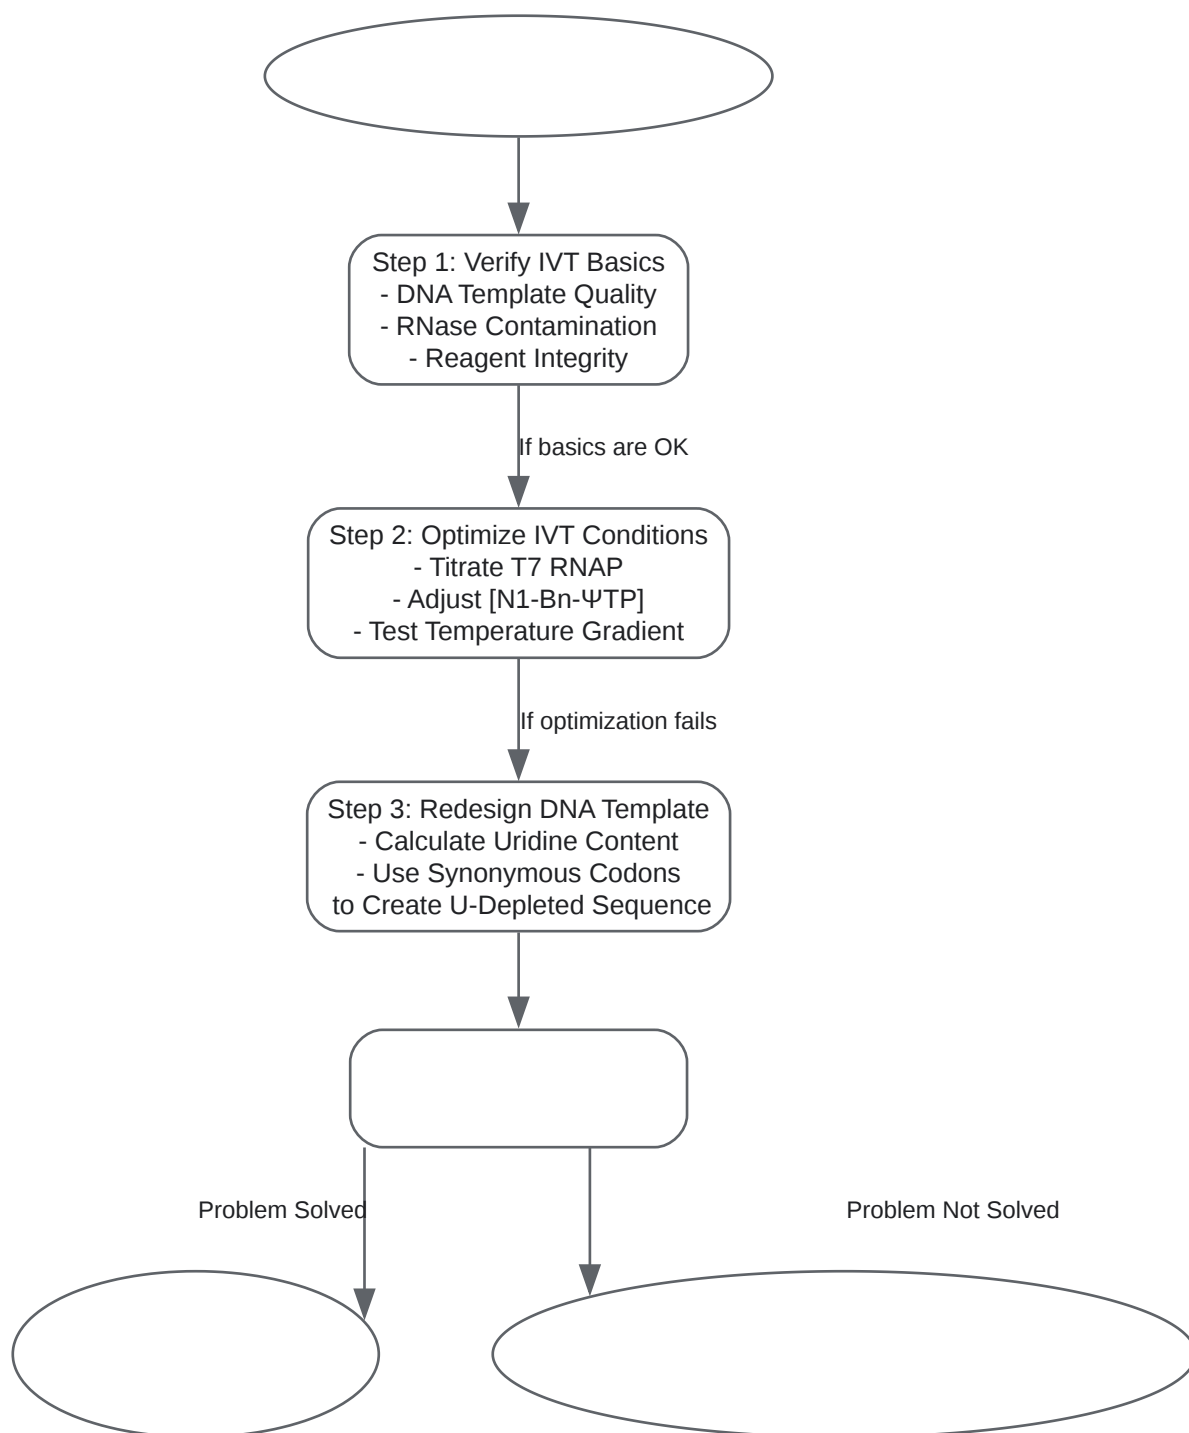 Step 1: Verify IVT Basics
- DNA Template Quality
- RNase Contamination
- Reagent Integrity
If basics are OK
Step 2: Optimize IVT Conditions
- Titrate T7 RNAP
- Adjust [N1-Bn-ΨTP]
- Test Temperature Gradient
If optimization fails
Step 3: Redesign DNA Template
- Calculate Uridine Content
- Use Synonymous Codons
to Create U-Depleted Sequence
Problem Solved
Problem Not Solved